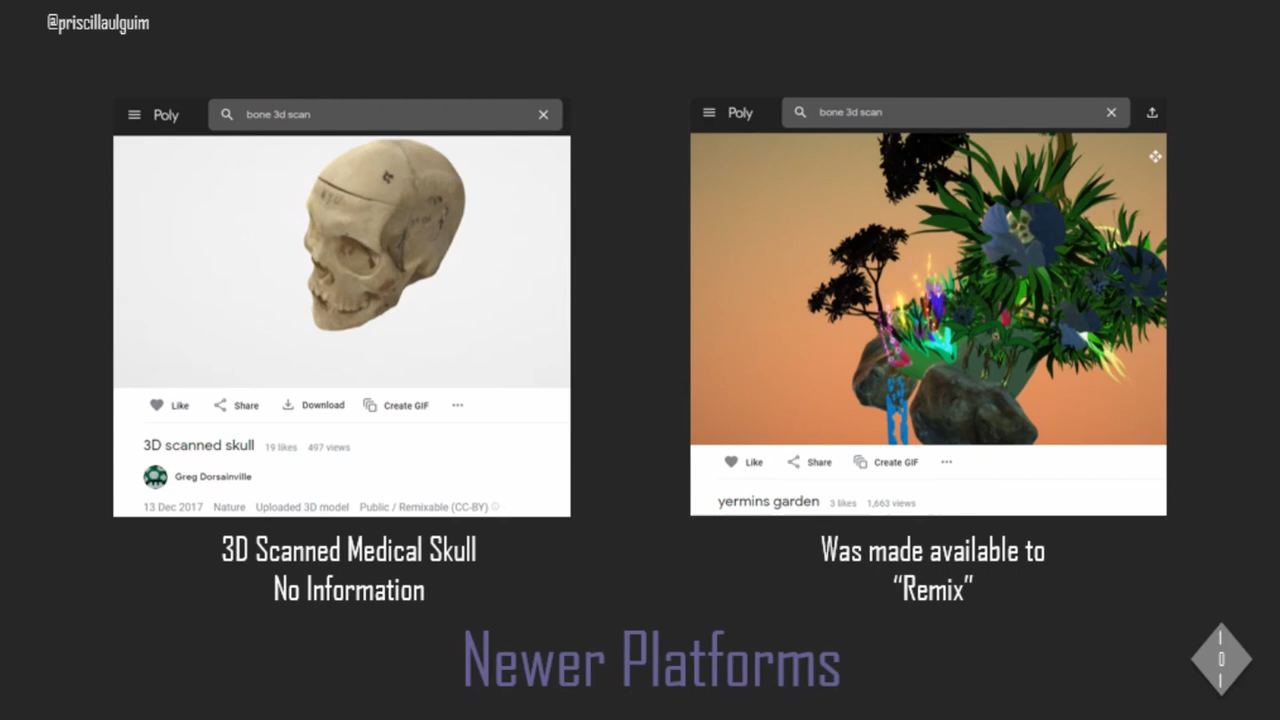 @priscillaulguim
Poly
bone 3d scan
Like Share Download Create GIF
3D scanned skull 19 likes 497 views
Greg Dorsainville
13 Dec 2017 Nature Uploaded 3D model Public / Remixable (CC-BY)
3D Scanned Medical Skull
No Information
Poly
bone 3d scan
Like Share Create GIF
yermins garden 3 likes 1,663 views
Was made available to
“Remix”
Newer Platforms
I
0
I